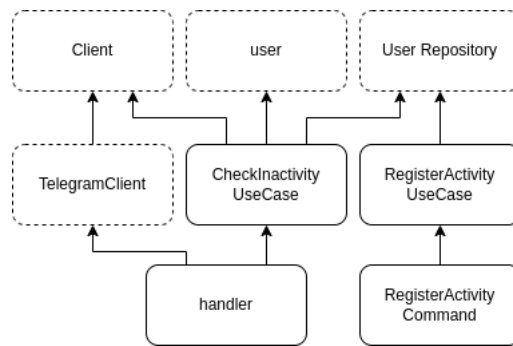 Client
user
User Repository
TelegramClient
CheckInactivity
UseCase
RegisterActivity
UseCase
handler
RegisterActivity
Command